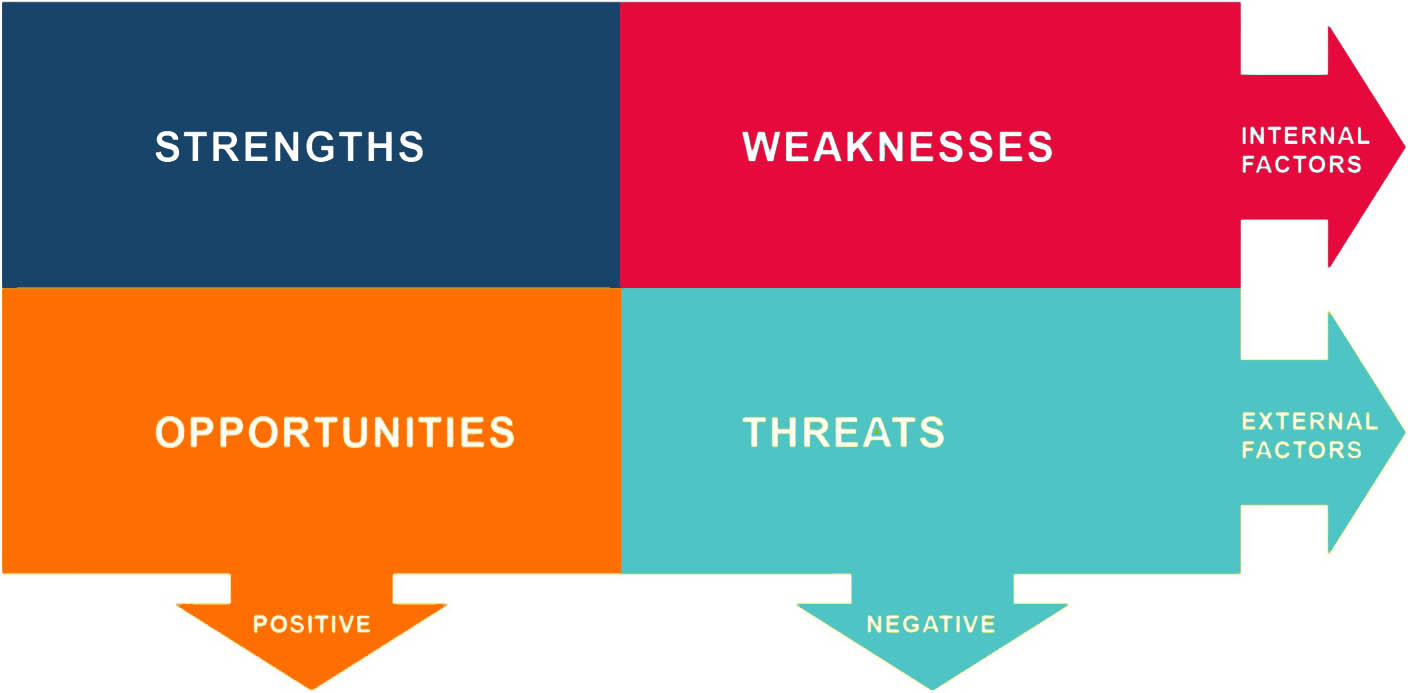 STRENGTHS
WEAKNESSES
INTERNAL
FACTORS
OPPORTUNITIES
THREATS
EXTERNAL
FACTORS
POSITIVE
NEGATIVE